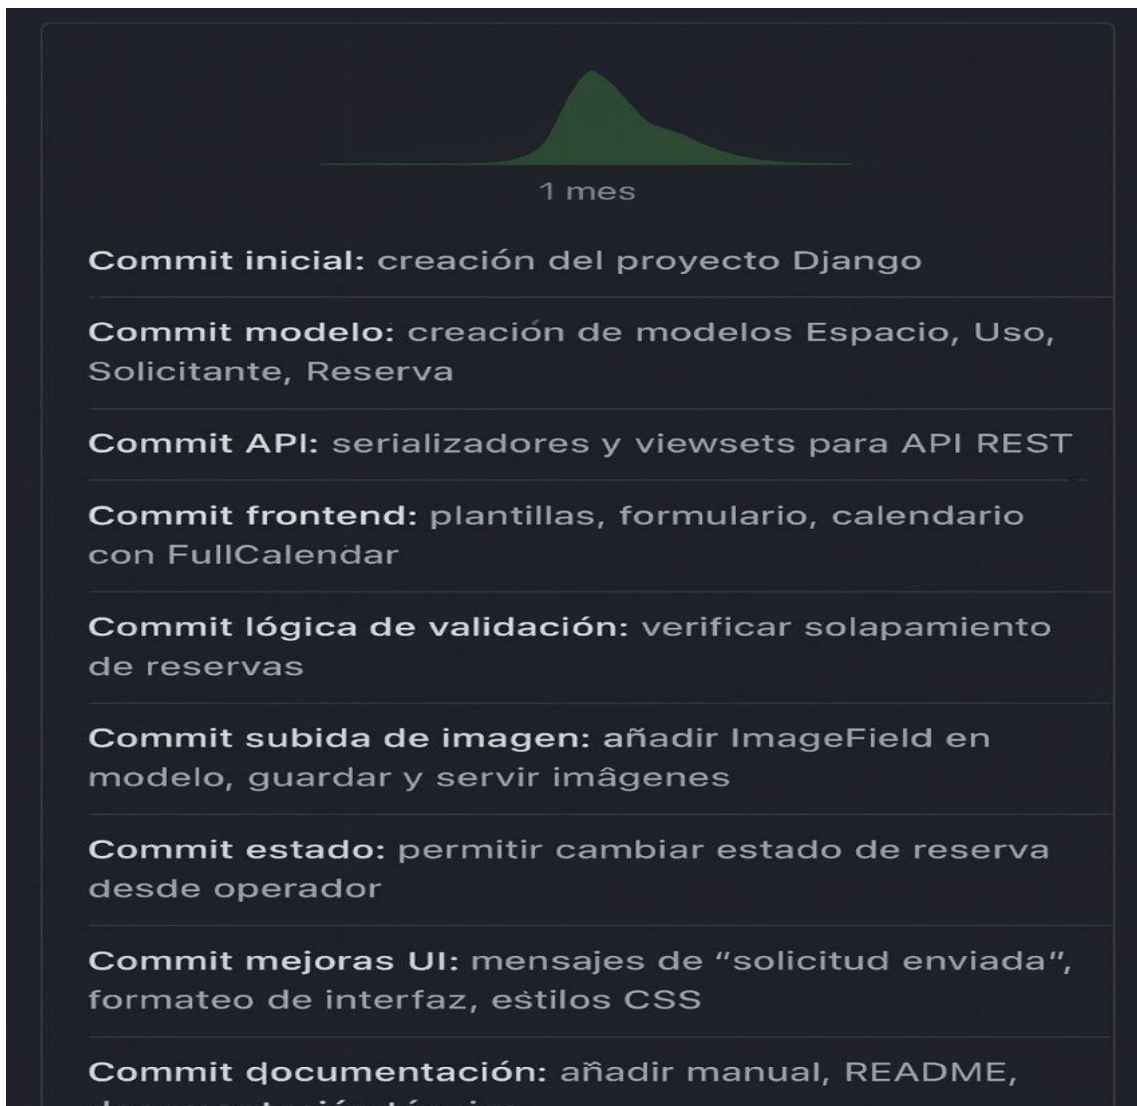 1 mes
Commit inicial: creación del proyecto Django
Commit modelo: creación de modelos Espacio, Uso,
Solicitante, Reserva
Commit API: serializadores y viewsets para API REST
Commit frontend: plantillas, formulario, calendario
con FullCalendar
Commit lógica de validación: verificar solapamiento
de reservas
Commit subida de imagen: añadir ImageField en
modelo, guardar y servir imâgenes
Commit estado: permitir cambiar estado de reserva
desde operador
Commit mejoras UI: mensajes de “solicitud enviada”,
formateo de interfaz, estilos CSS
Commit documentación: añadir manual, README,